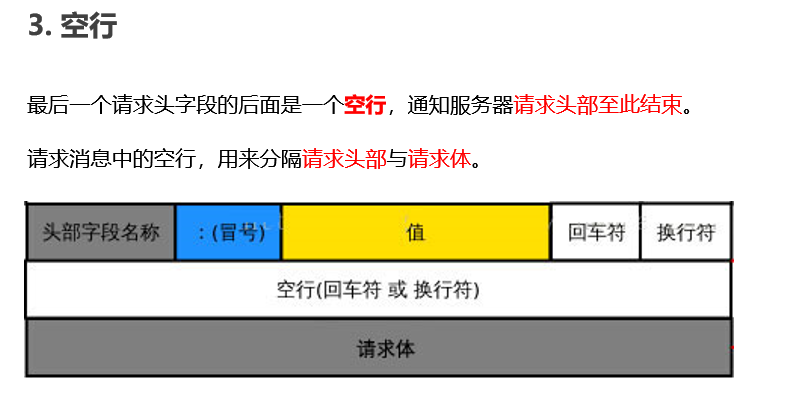 3. 空行
最后一个请求头字段的后面是一个空行，通知服务器请求头部至此结束。
请求消息中的空行，用来分隔请求头部与请求体。
头部字段名称 ：(冒号) 值 回车符 换行符
空行(回车符 或 换行符)
请求体